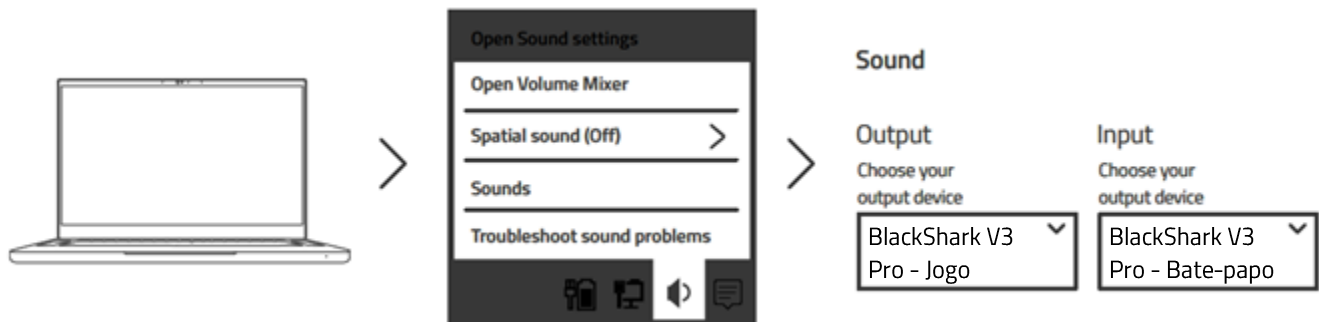 Open Sound settings
Open Volume Mixer
Spatial sound (Off)
Sounds
Troubleshoot sound problems
Sound
Output
Choose your
output device
BlackShark V3
Pro - Jogo
Input
Choose your
output device
BlackShark V3
Pro - Bate-papo